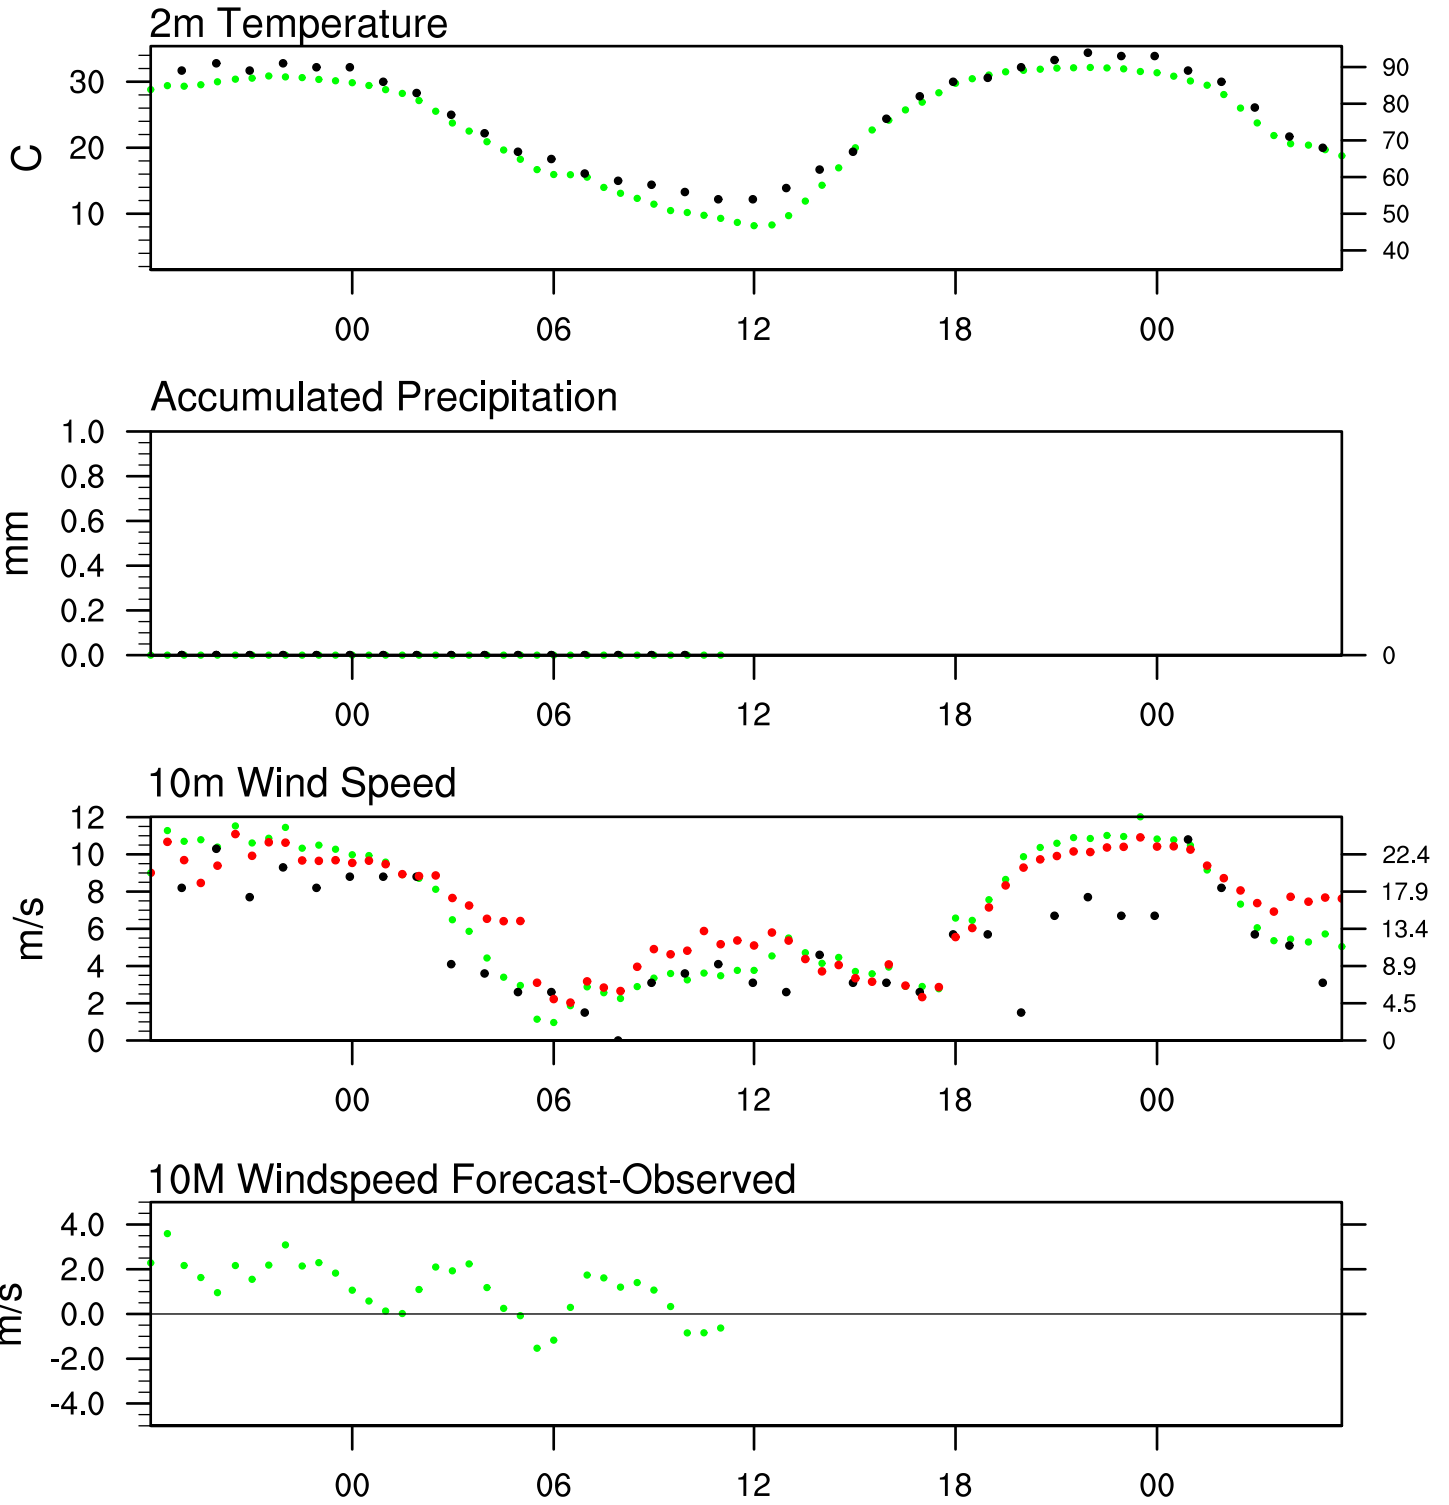 2m Temperature
C
30
20
10
90
80
70
60
50
40
00 06 12 18 00
Accumulated Precipitation
mm
1.0
0.8
0.6
0.4
0.2
0.0
0
00 06 12 18 00
10m Wind Speed
m/s
12
10
8
6
4
2
0
22.4
17.9
13.4
8.9
4.5
0
00 06 12 18 00
10M Windspeed Forecast-Observed
m/s
4.0
2.0
0.0
-2.0
-4.0
00 06 12 18 00